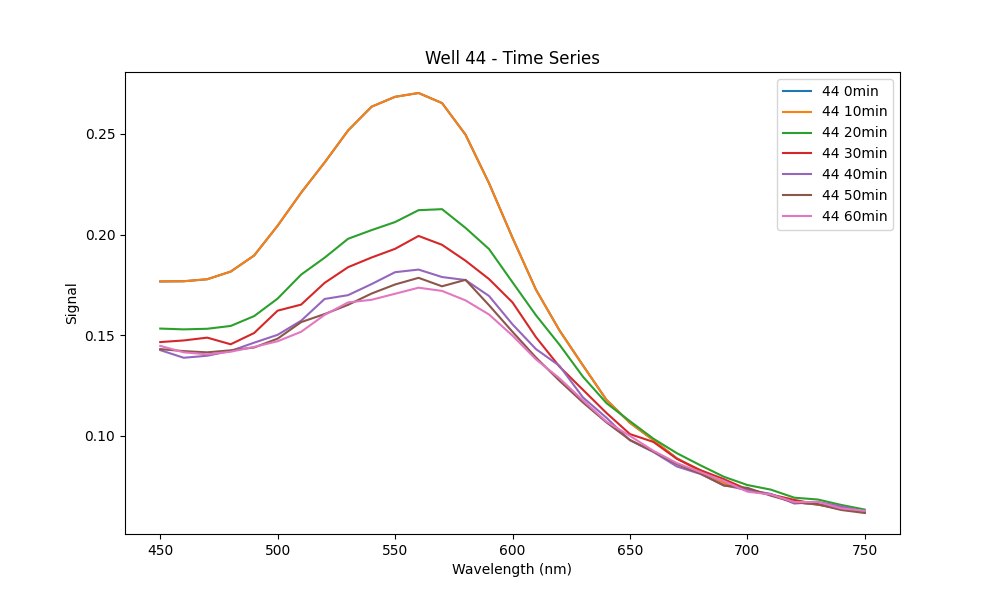 Well 44 - Time Series
44 0min
44 10min
44 20min
44 30min
44 40min
44 50min
44 60min
Signal
0.25
0.20
0.15
0.10
450 500 550 600 650 700 750
Wavelength (nm)